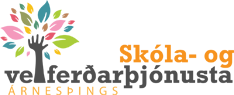 Skóla- og
velferðarþjónusta
ÁRNESÞINGS